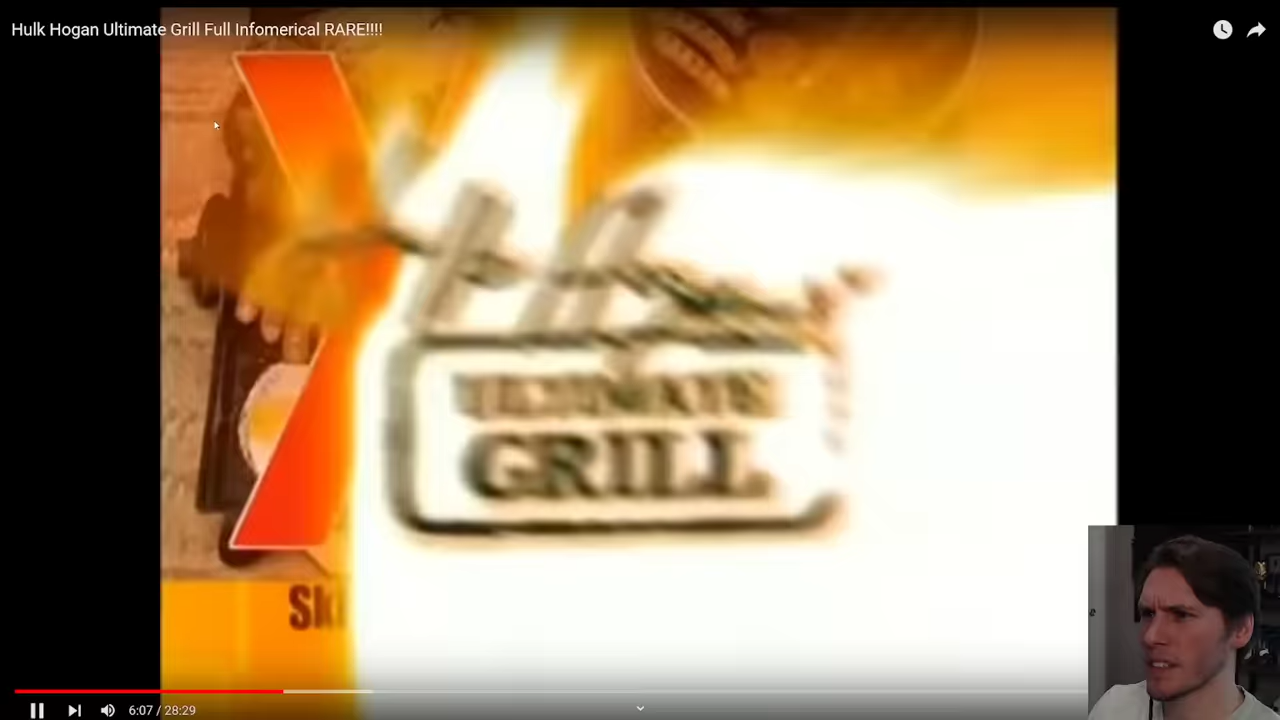 Hulk Hogan Ultimate Grill Full Infomerical RARE!!!!
ULTIMATE
GRILL
6:07 / 28:29